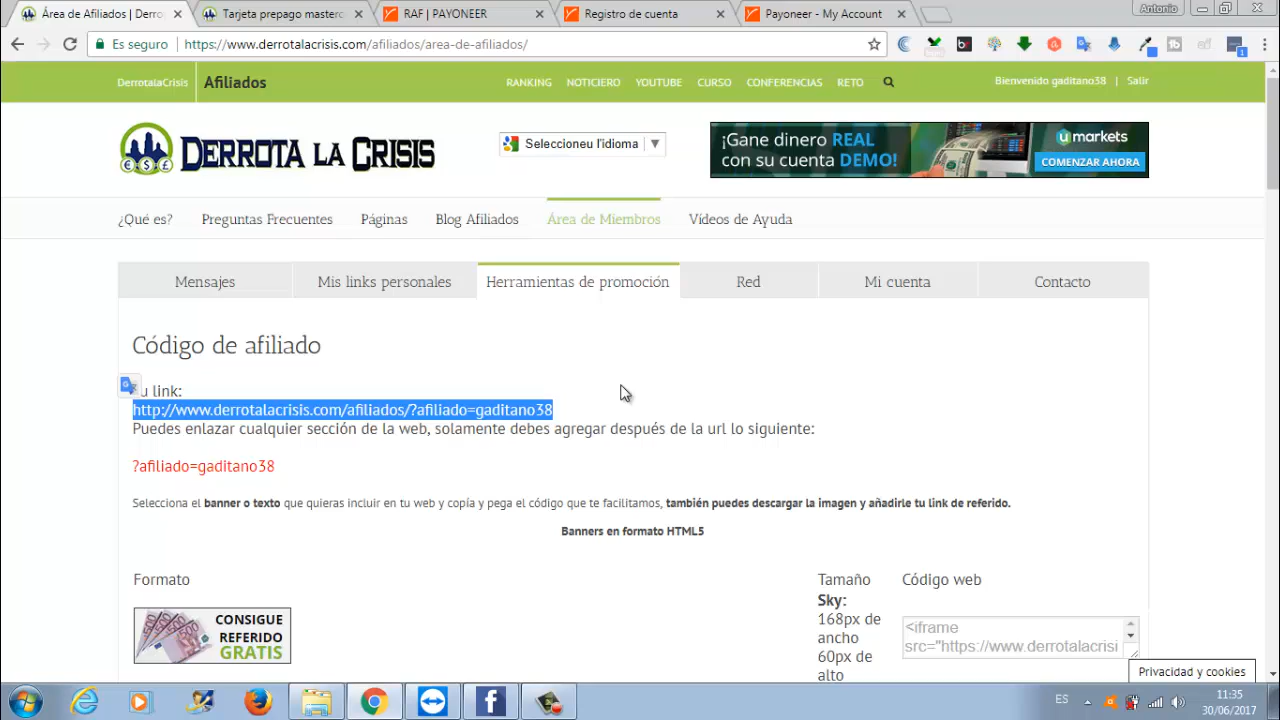 Área de Afiliados | Derro
Tarjeta prepago masterc
RAF | PAYONEER
Registro de cuenta
Payoneer - My Account
Antonio
Es seguro
https://www.derrotalacrisis.com/afiliados/area-de-afiliados/
DerrotalaCrisis
Afiliados
RANKING
NOTICIERO
YOUTUBE
CURSO
CONFERENCIAS
RETO
Bienvenido gaditano38 | Salir
DERROTA LA CRISIS
Seleccioneu l'idioma
¡Gane dinero REAL
con su cuenta DEMO!
umarkets
COMENZAR AHORA
¿Qué es?
Preguntas Frecuentes
Páginas
Blog Afiliados
Área de Miembros
Vídeos de Ayuda
Mensajes
Mis links personales
Herramientas de promoción
Red
Mi cuenta
Contacto
Código de afiliado
u link:
http://www.derrotalacrisis.com/afiliados/?afiliado=gaditano38
Puedes enlazar cualquier sección de la web, solamente debes agregar después de la url lo siguiente:
?afiliado=gaditano38
Selecciona el banner o texto que quieras incluir en tu web y copía y pega el código que te facilitamos, también puedes descargar la imagen y añadirle tu link de referido.
Banners en formato HTML5
Formato
Tamaño
Código web
CONSIGUE
REFERIDO
GRATIS
Sky:
168px de
ancho
60px de
alto
<iframe
src="https://www.derrotalacrisi
Privacidad y cookies
ES
11:35
30/06/2017